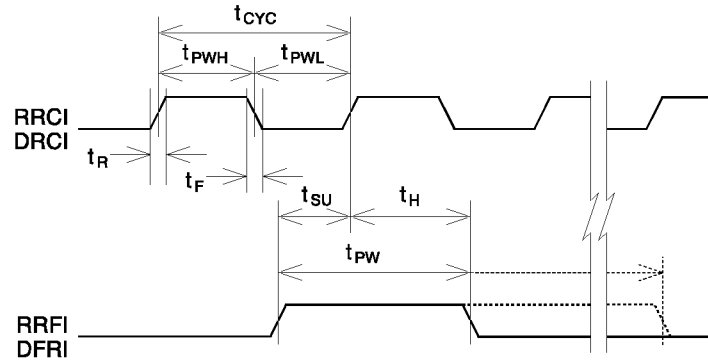 tCYC
tPWH tPWL
RRCI
DRCI
tR
tF
tSU tH
tPW
RRFI
DFRI